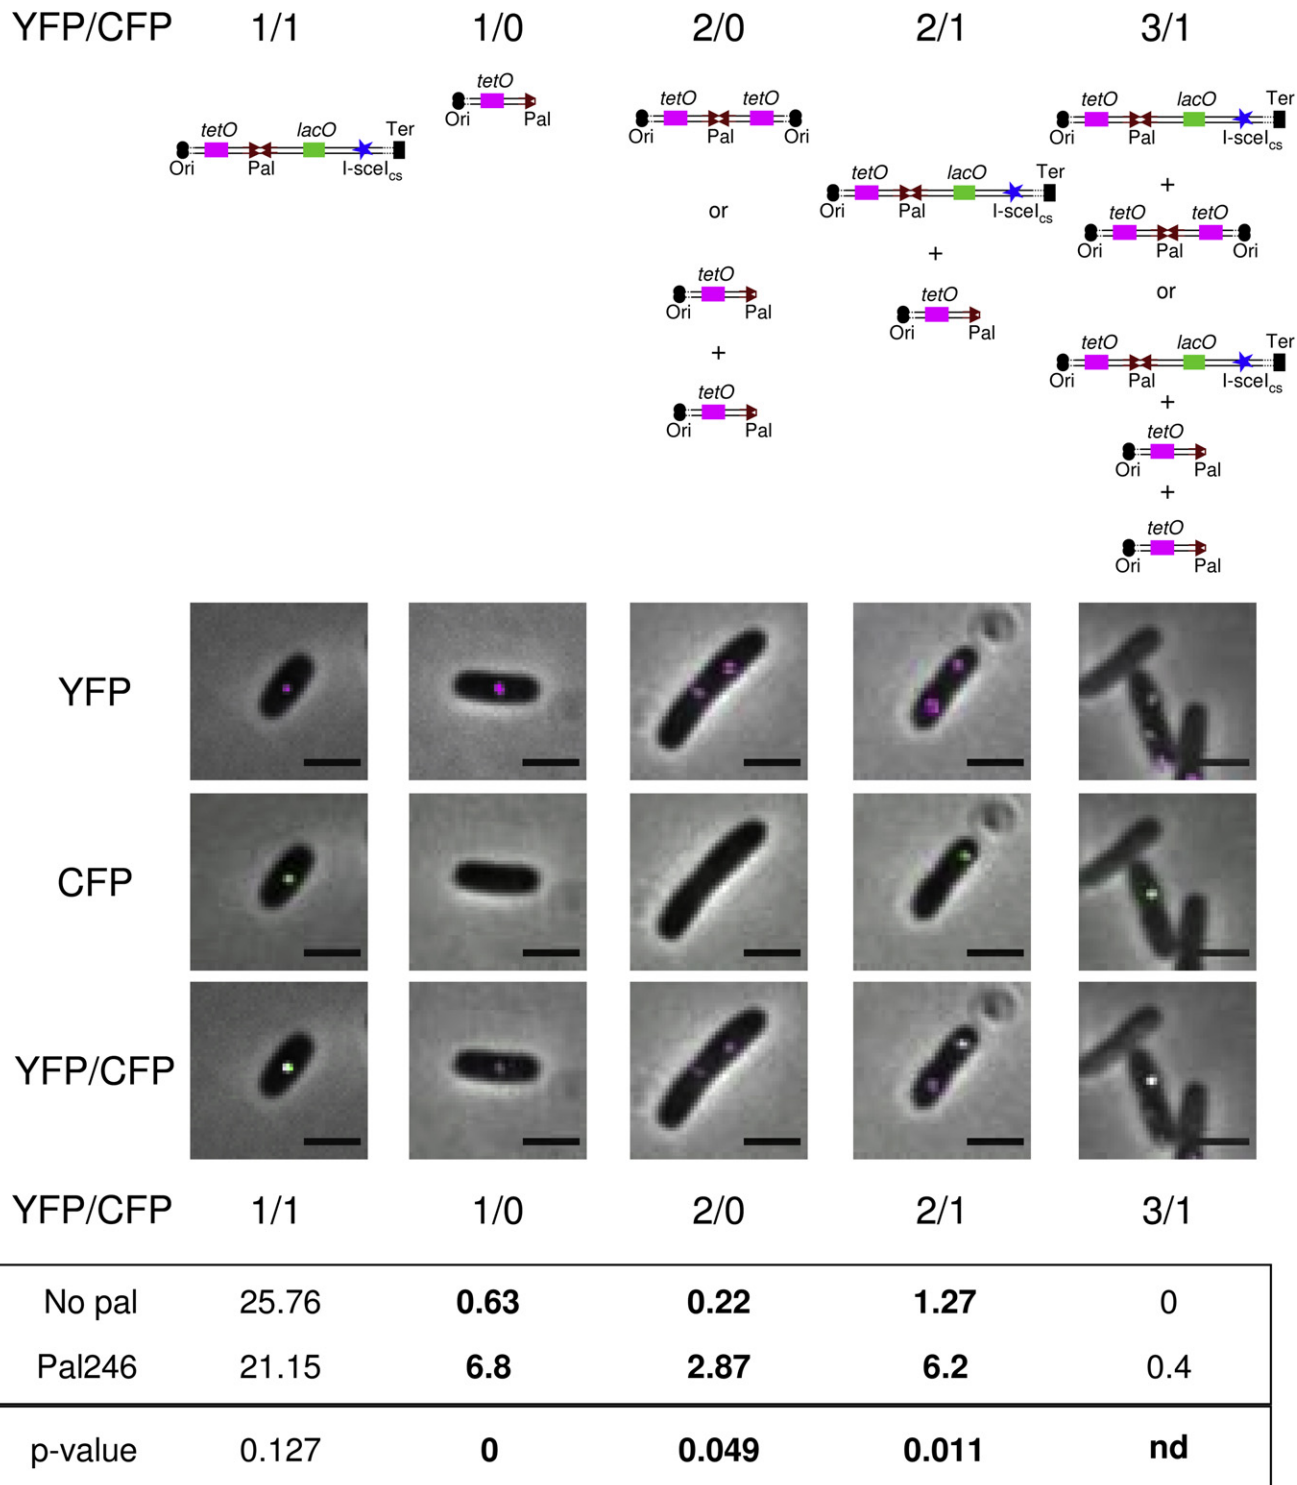 YFP/CFP 1/1 1/0 2/0 2/1 3/1
tetO lacO Ter
Ori Pal I-sceIcs
tetO
Ori Pal
tetO tetO
Ori Pal Ori
or
tetO
Ori Pal
+
tetO
Ori Pal
tetO lacO Ter
Ori Pal I-sceIcs
+
tetO
Ori Pal
tetO lacO Ter
Ori Pal I-sceIcs
+
tetO tetO
Ori Pal Ori
or
tetO lacO Ter
Ori Pal I-sceIcs
+
tetO
Ori Pal
+
tetO
Ori Pal
YFP
CFP
YFP/CFP
YFP/CFP 1/1 1/0 2/0 2/1 3/1
No pal 25.76 0.63 0.22 1.27 0
Pal246 21.15 6.8 2.87 6.2 0.4
p-value 0.127 0 0.049 0.011 nd